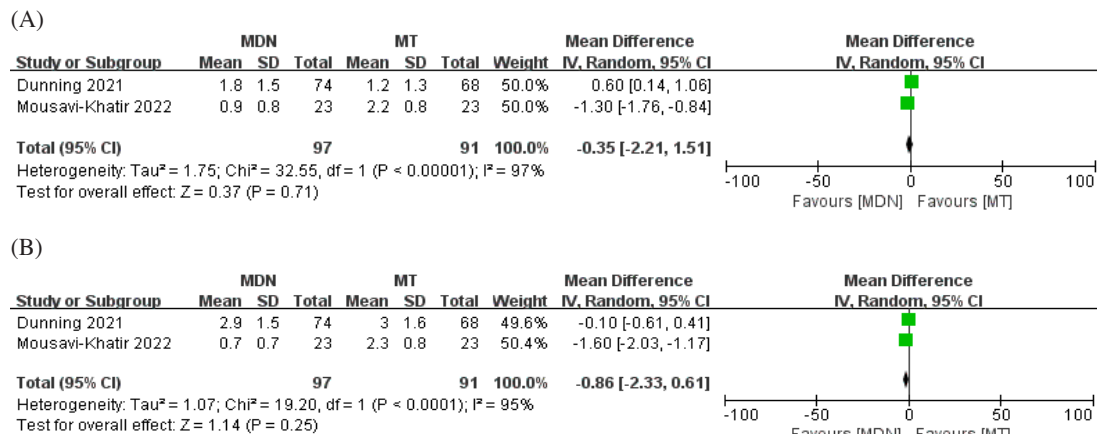 (A)
MDN MT Mean Difference Mean Difference
Study or Subgroup Mean SD Total Mean SD Total Weight IV, Random, 95% CI IV, Random, 95% CI
Dunning 2021 1.8 1.5 74 1.2 1.3 68 50.0% 0.60 [0.14, 1.06]
Mousavi-Khatir 2022 0.9 0.8 23 2.2 0.8 23 50.0% -1.30 [-1.76, -0.84]
Total (95% CI) 97 91 100.0% -0.35 [-2.21, 1.51]
Heterogeneity: Tau² = 1.75; Chi² = 32.55, df = 1 (P < 0.00001); I² = 97%
Test for overall effect: Z = 0.37 (P = 0.71)
-100 -50 0 50 100
Favours [MDN] Favours [MT]
(B)
MDN MT Mean Difference Mean Difference
Study or Subgroup Mean SD Total Mean SD Total Weight IV, Random, 95% CI IV, Random, 95% CI
Dunning 2021 2.9 1.5 74 3 1.6 68 49.6% -0.10 [-0.61, 0.41]
Mousavi-Khatir 2022 0.7 0.7 23 2.3 0.8 23 50.4% -1.60 [-2.03, -1.17]
Total (95% CI) 97 91 100.0% -0.86 [-2.33, 0.61]
Heterogeneity: Tau² = 1.07; Chi² = 19.20, df = 1 (P < 0.0001); I² = 95%
Test for overall effect: Z = 1.14 (P = 0.25)
-100 -50 0 50 100
Favours [MDN] Favours [MT]